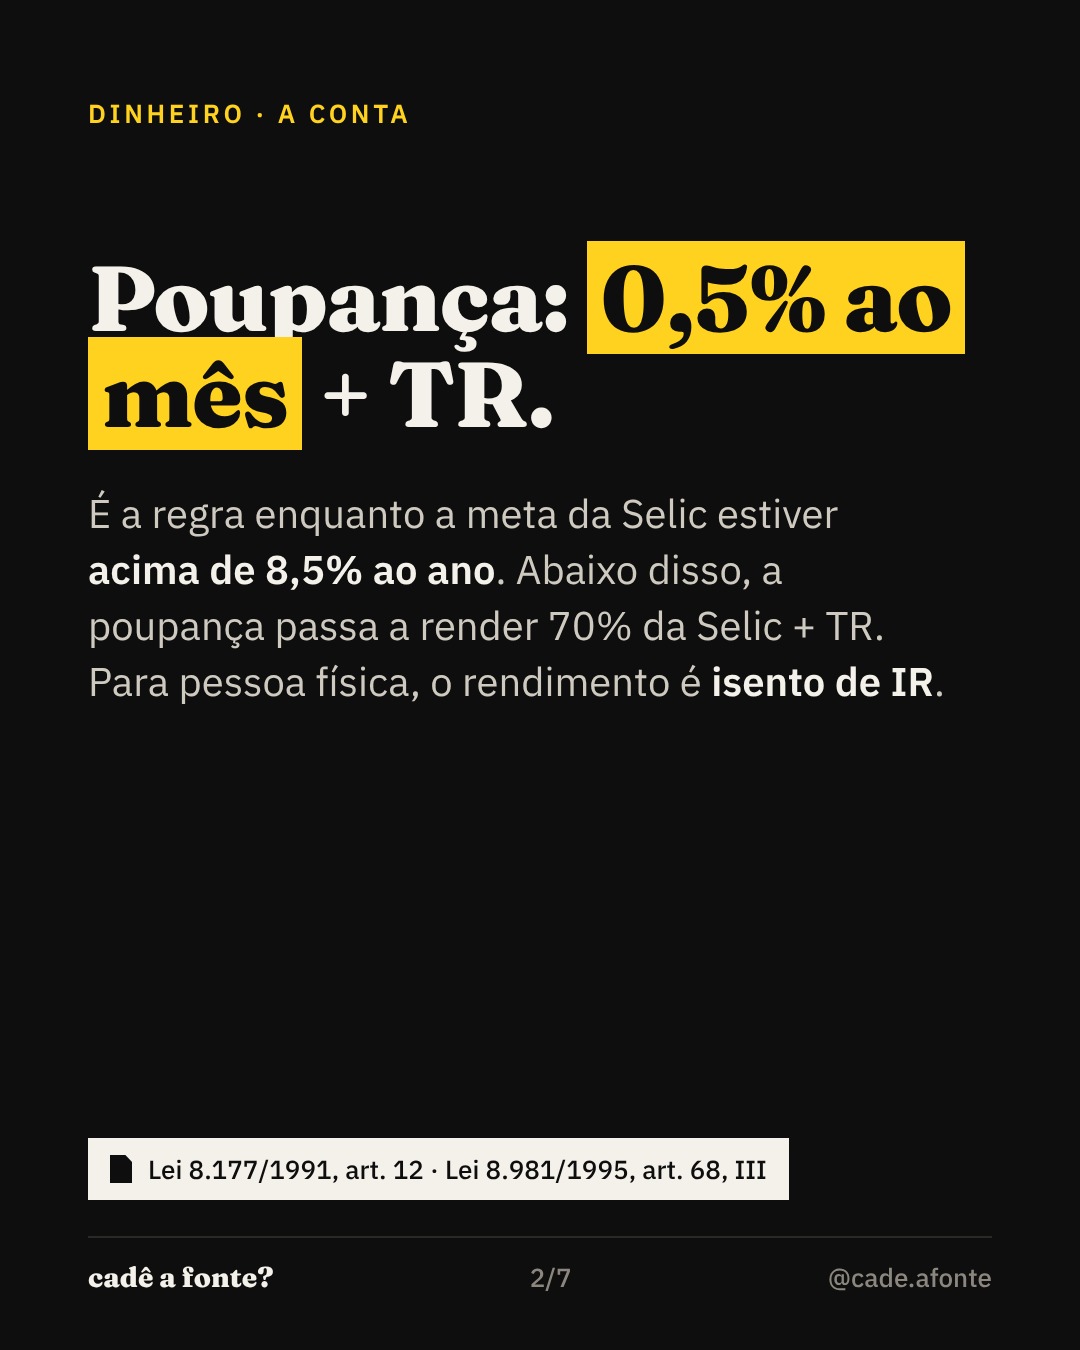 DINHEIRO · A CONTA
Poupança: 0,5% ao
mês + TR.
É a regra enquanto a meta da Selic estiver
acima de 8,5% ao ano. Abaixo disso, a
poupança passa a render 70% da Selic + TR.
Para pessoa física, o rendimento é isento de IR.
Lei 8.177/1991, art. 12 · Lei 8.981/1995, art. 68, III
cadê a fonte?
2/7
@cade.afonte